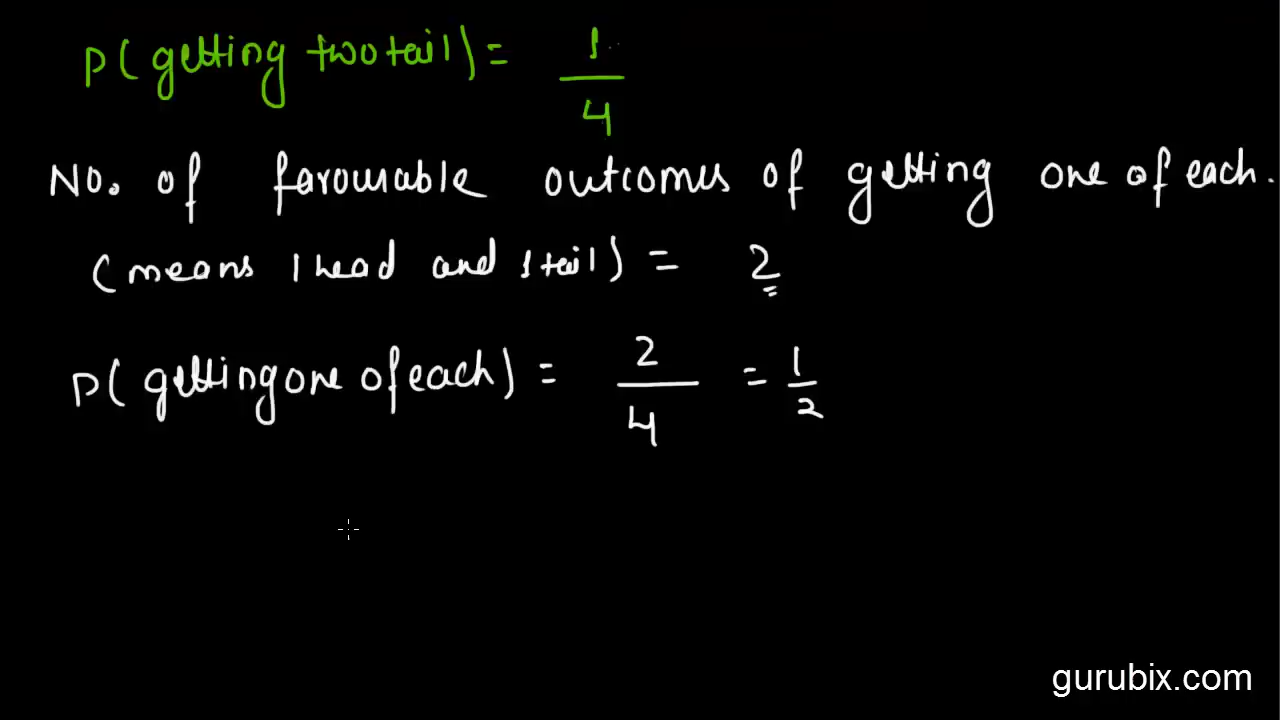 P(getting two tail) = 1/4
No. of favourable outcomes of getting one of each.
(means 1 head and 1 tail) = 2
P(getting one of each) = 2/4 = 1/2
gurubix.com